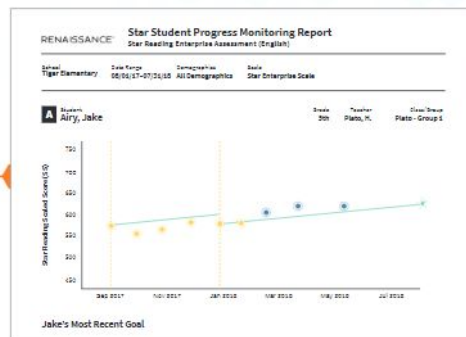 RENAISSANCE
Star Student Progress Monitoring Report
Star Reading Enterprise Assessment (English)
School Date Range Demographics Scale
Tiger Elementary 08/01/17–07/31/18 All Demographics Star Enterprise Scale
A Student Grade Teacher Class/Group
Airy, Jake 5th Plato, H. Plato - Group 1
Star Reading Scaled Score (SS)
750
700
650
600
550
500
450
Sep 2017 Nov 2017 Jan 2018 Mar 2018 May 2018 Jul 2018
Jake's Most Recent Goal